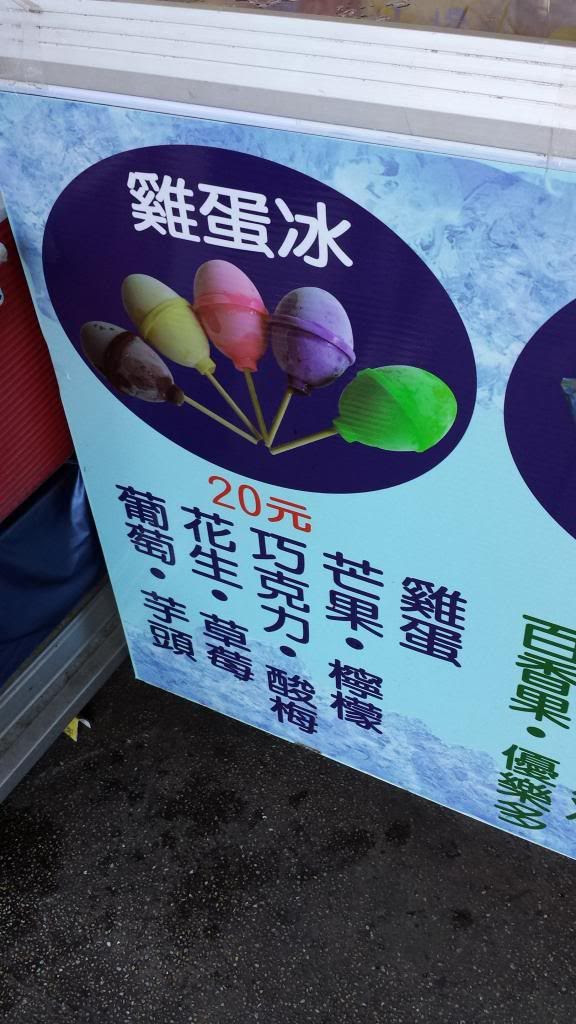 雞蛋冰
20元
雞蛋
芒果・檸檬
巧克力・酸梅
花生・草莓
葡萄・芋頭
百香果・優樂多